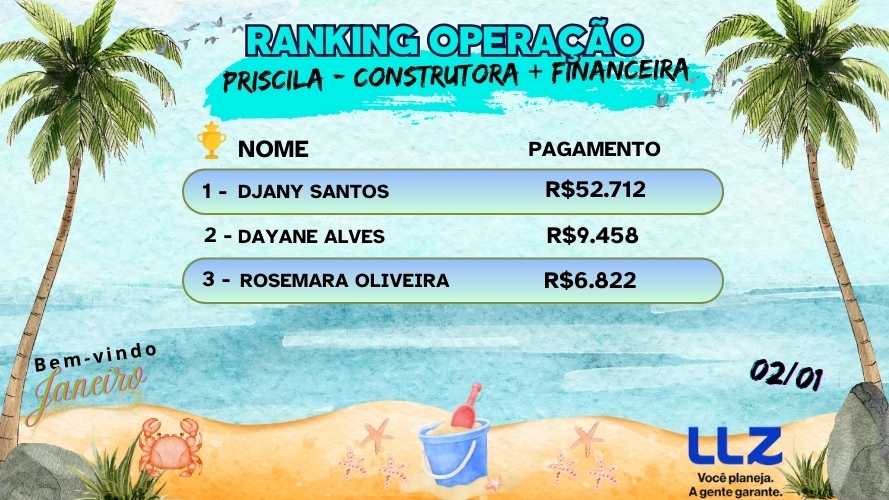 RANKING OPERAÇÃO
PRISCILA - CONSTRUTORA + FINANCEIRA
NOME PAGAMENTO
1 - DJANY SANTOS R$52.712
2 - DAYANE ALVES R$9.458
3 - ROSEMARA OLIVEIRA R$6.822
Bem-vindo
Janeiro
02/01
LLZ
Você planeja.
A gente garante.